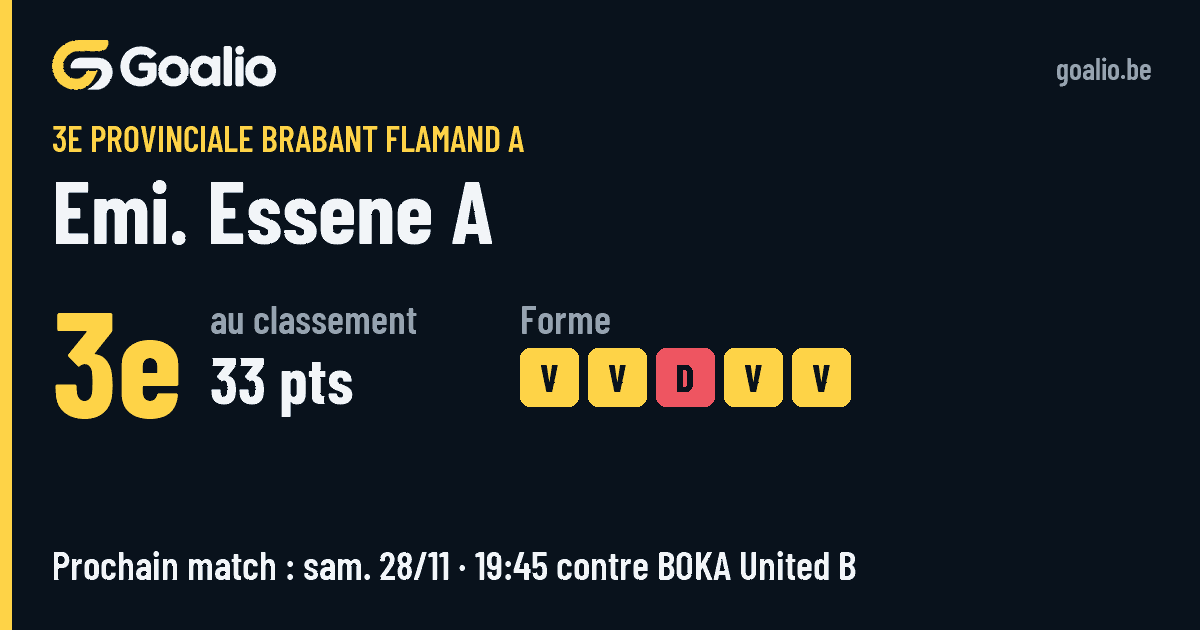 Goalio
goalio.be
3E PROVINCIALE BRABANT FLAMAND A
Emi. Essene A
3e
au classement
33 pts
Forme
V V D V V
Prochain match : sam. 28/11 · 19:45 contre BOKA United B